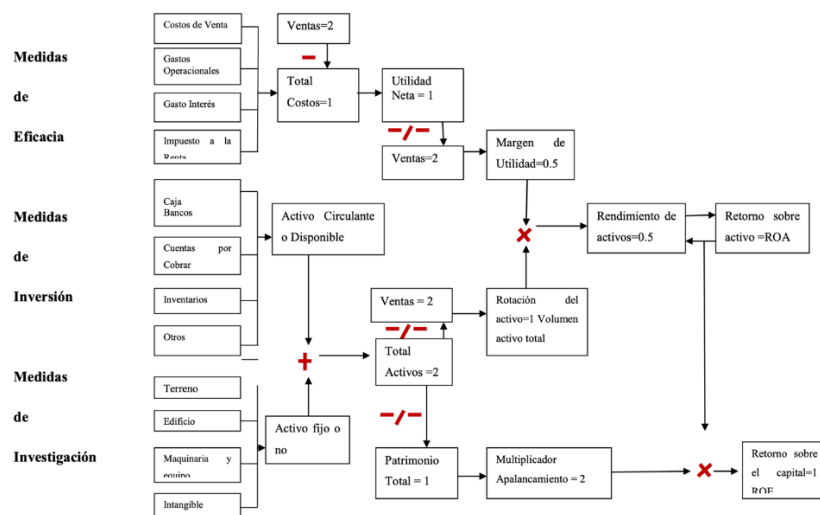 Medidas
de
Eficacia
Costos de Venta
Gastos
Operacionales
Gasto Interés
Impuesto a la
Renta
Ventas=2
Total
Costos=1
Utilidad
Neta = 1
Ventas=2
Margen de
Utilidad=0.5
Medidas
de
Inversión
Caja
Bancos
Cuentas por
Cobrar
Inventarios
Otros
Activo Circulante
o Disponible
Ventas = 2
Total
Activos =2
Rotación del
activo=1 Volumen
activo total
Rendimiento de
activos=0.5
Retorno sobre
activo =ROA
Medidas
de
Investigación
Terreno
Edificio
Maquinaria y
equipo
Intangible
Activo fijo o
no
Patrimonio
Total = 1
Multiplicador
Apalancamiento = 2
Retorno sobre
el capital=1
ROE